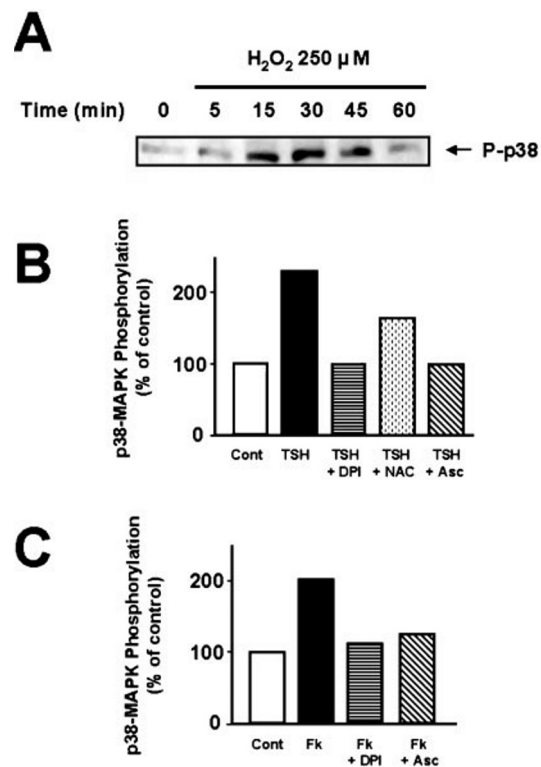 A
H₂O₂ 250 μM
Time (min) 0 5 15 30 45 60
← P-p38
B
p38-MAPK Phosphorylation
(% of control)
200
100
0
Cont TSH TSH TSH TSH
+ DPI + NAC + Asc
C
p38-MAPK Phosphorylation
(% of control)
200
100
0
Cont Fk Fk Fk
+ DPI + Asc